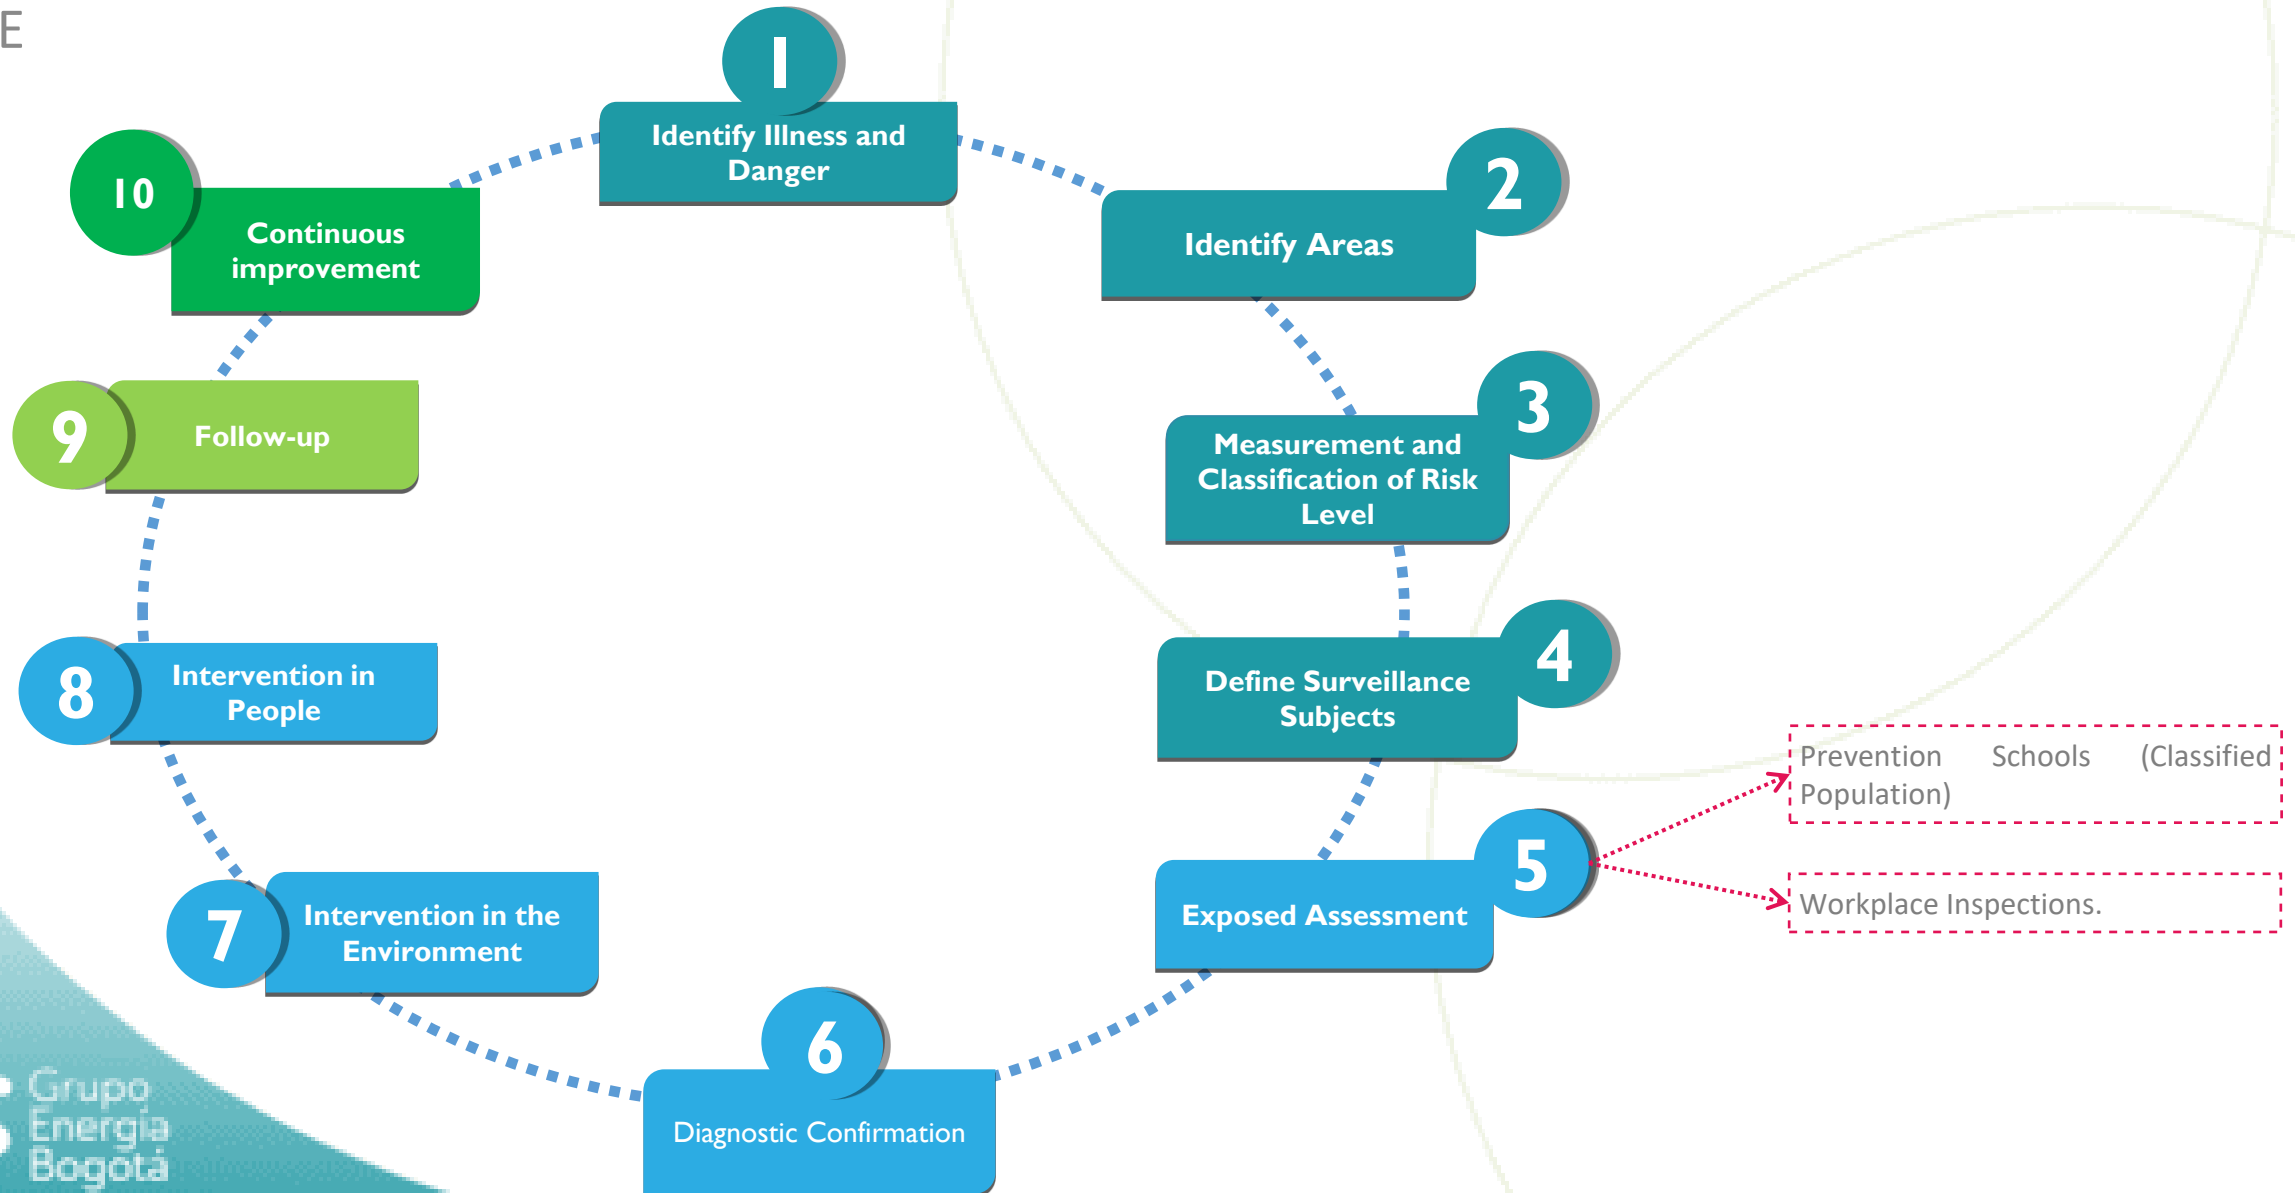 E
1
Identify Illness and
Danger
2
Identify Areas
3
Measurement and
Classification of Risk
Level
4
Define Surveillance
Subjects
5
Exposed Assessment
Prevention Schools (Classified
Population)
Workplace Inspections.
6
Diagnostic Confirmation
7
Intervention in the
Environment
8
Intervention in
People
9
Follow-up
10
Continuous
improvement
Grupo
Energía
Bogotá